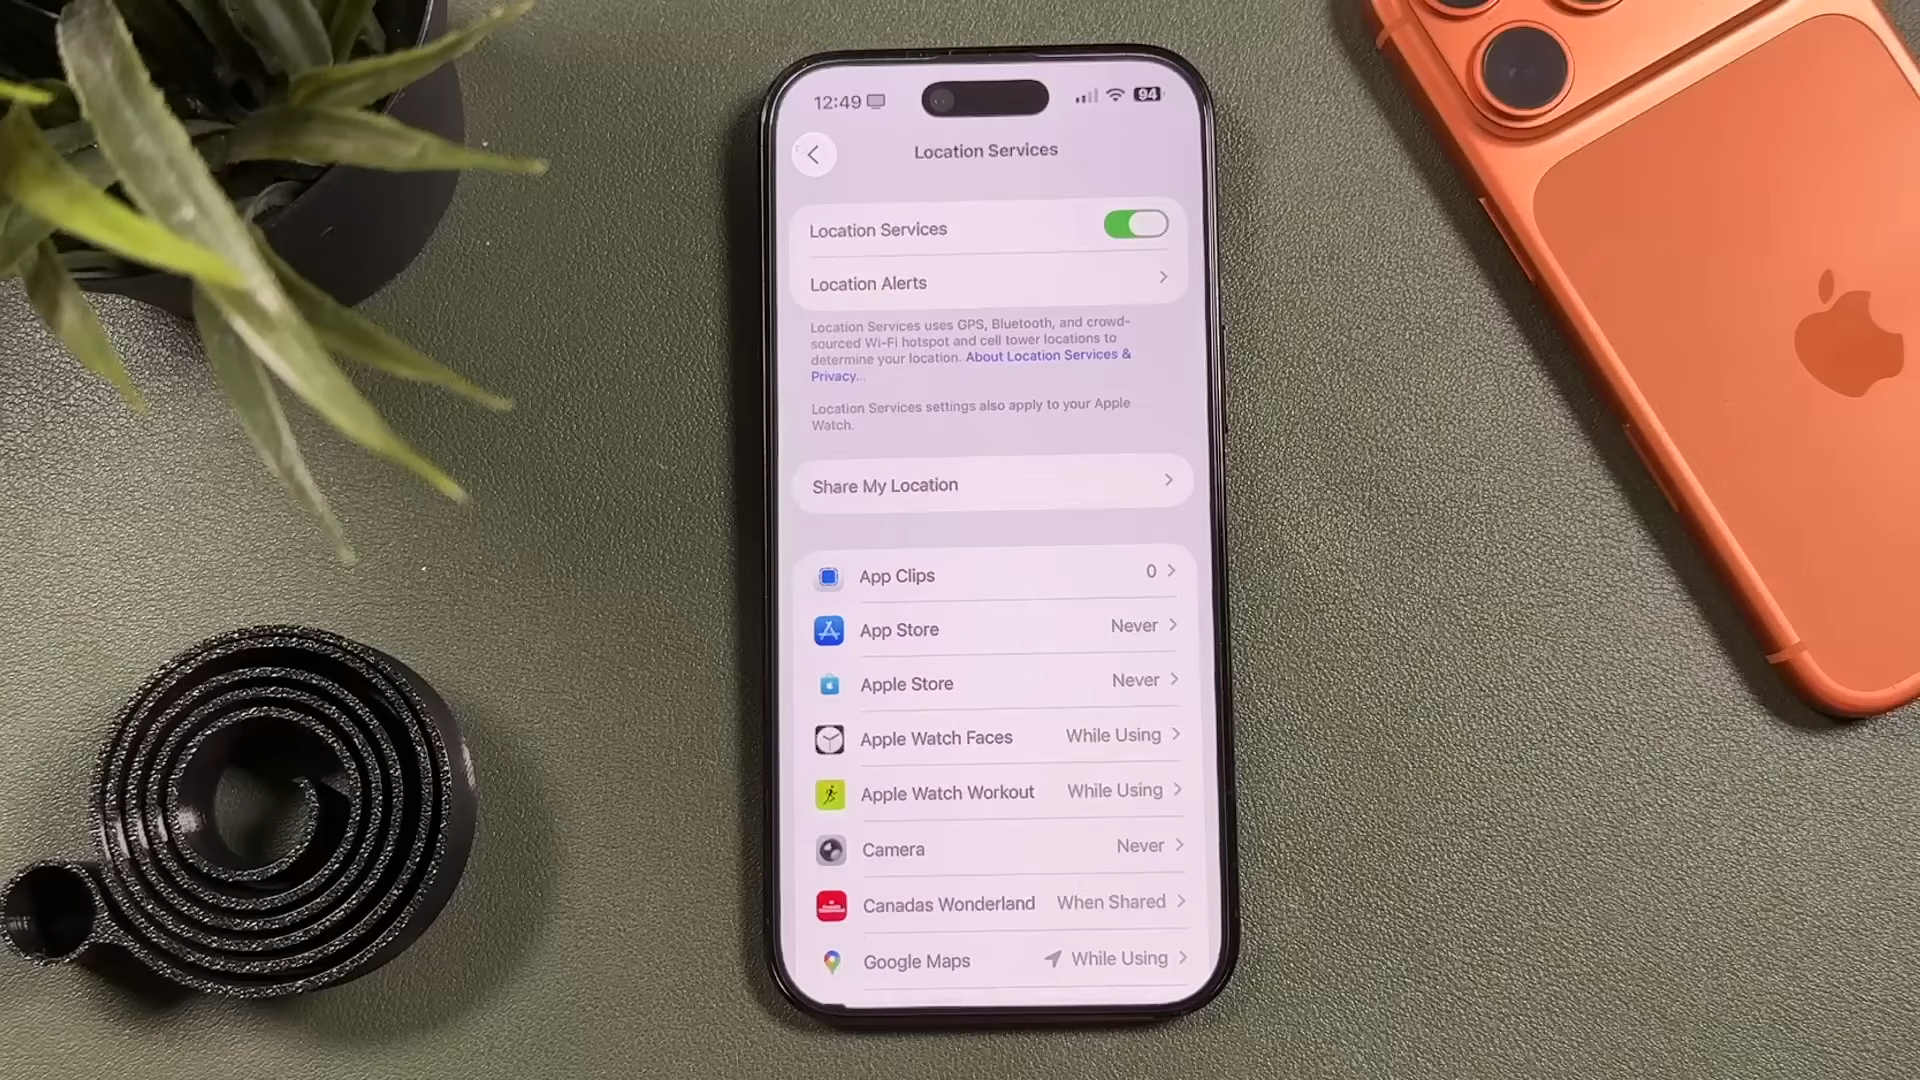 12:49
94
Location Services
Location Services
Location Alerts
Location Services uses GPS, Bluetooth, and crowd-
sourced Wi-Fi hotspot and cell tower locations to
determine your location. About Location Services &
Privacy...
Location Services settings also apply to your Apple
Watch.
Share My Location
App Clips 0
App Store Never
Apple Store Never
Apple Watch Faces While Using
Apple Watch Workout While Using
Camera Never
Canadas Wonderland When Shared
Google Maps While Using